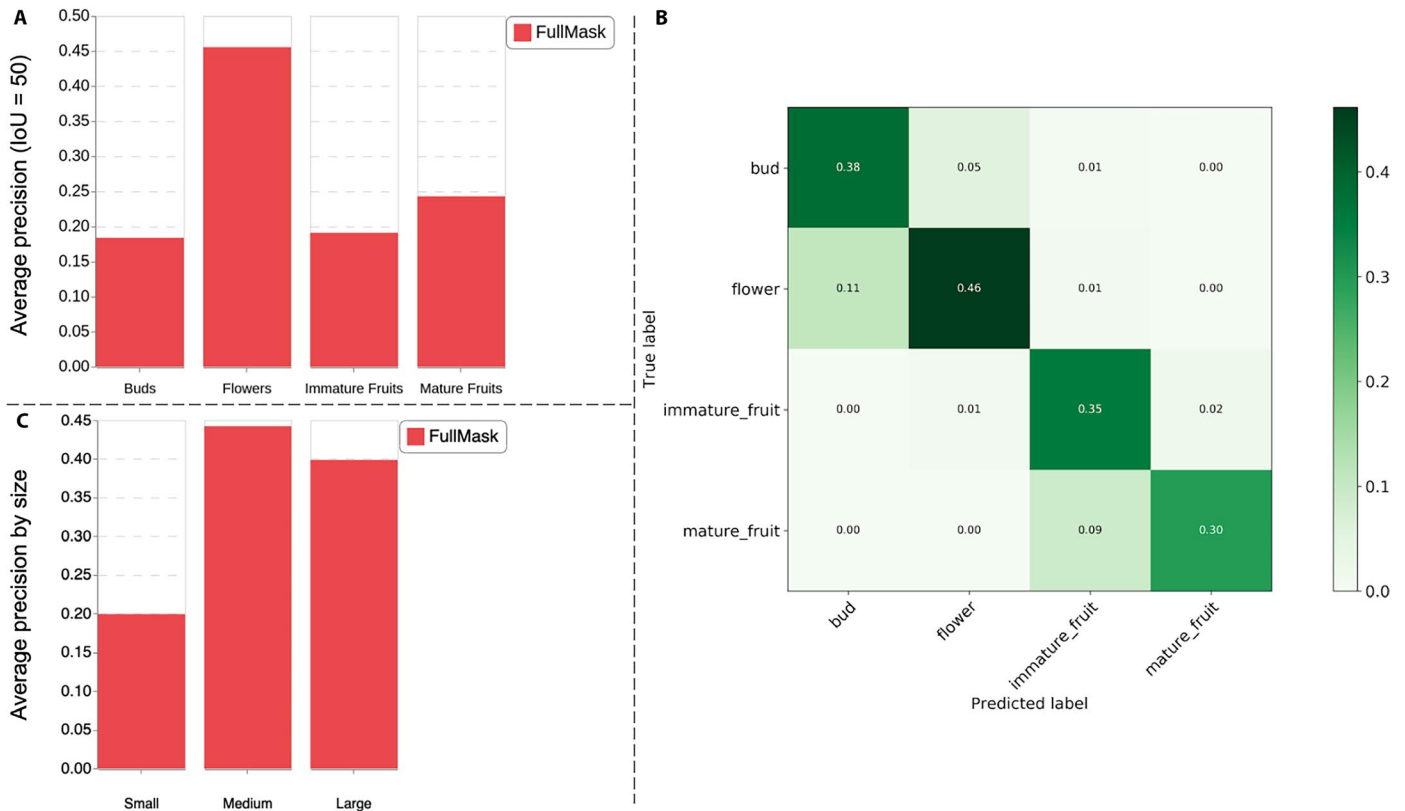 A
Average precision (IoU = 50)
0.50
0.45
0.40
0.35
0.30
0.25
0.20
0.15
0.10
0.05
0.00
Buds Flowers Immature Fruits Mature Fruits
FullMask
C
Average precision by size
0.45
0.40
0.35
0.30
0.25
0.20
0.15
0.10
0.05
0.00
Small Medium Large
FullMask
B
True label
bud 0.38 0.05 0.01 0.00
flower 0.11 0.46 0.01 0.00
immature_fruit 0.00 0.01 0.35 0.02
mature_fruit 0.00 0.00 0.09 0.30
bud flower immature_fruit mature_fruit
Predicted label
0.4
0.3
0.2
0.1
0.0